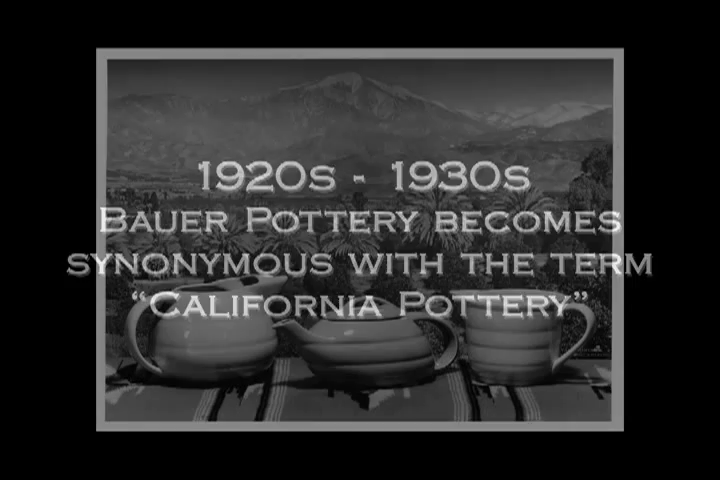 1920s - 1930s
Bauer Pottery becomes
synonymous with the term
“California Pottery”